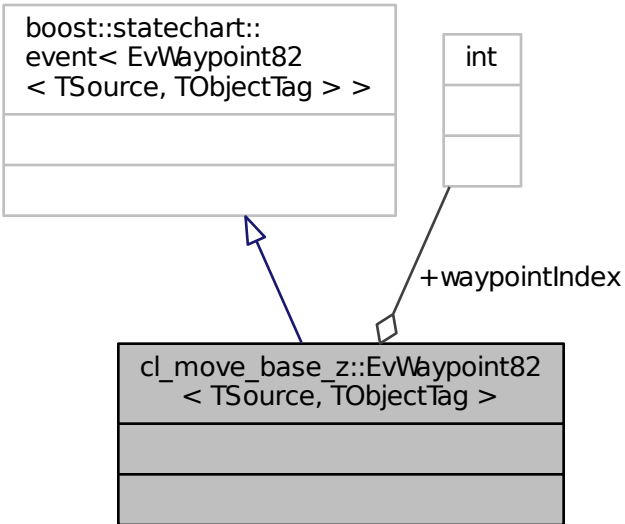 boost::statechart::
event< EvWaypoint82
< TSource, TObjectTag > >
int
+waypointIndex
cl_move_base_z::EvWaypoint82
< TSource, TObjectTag >